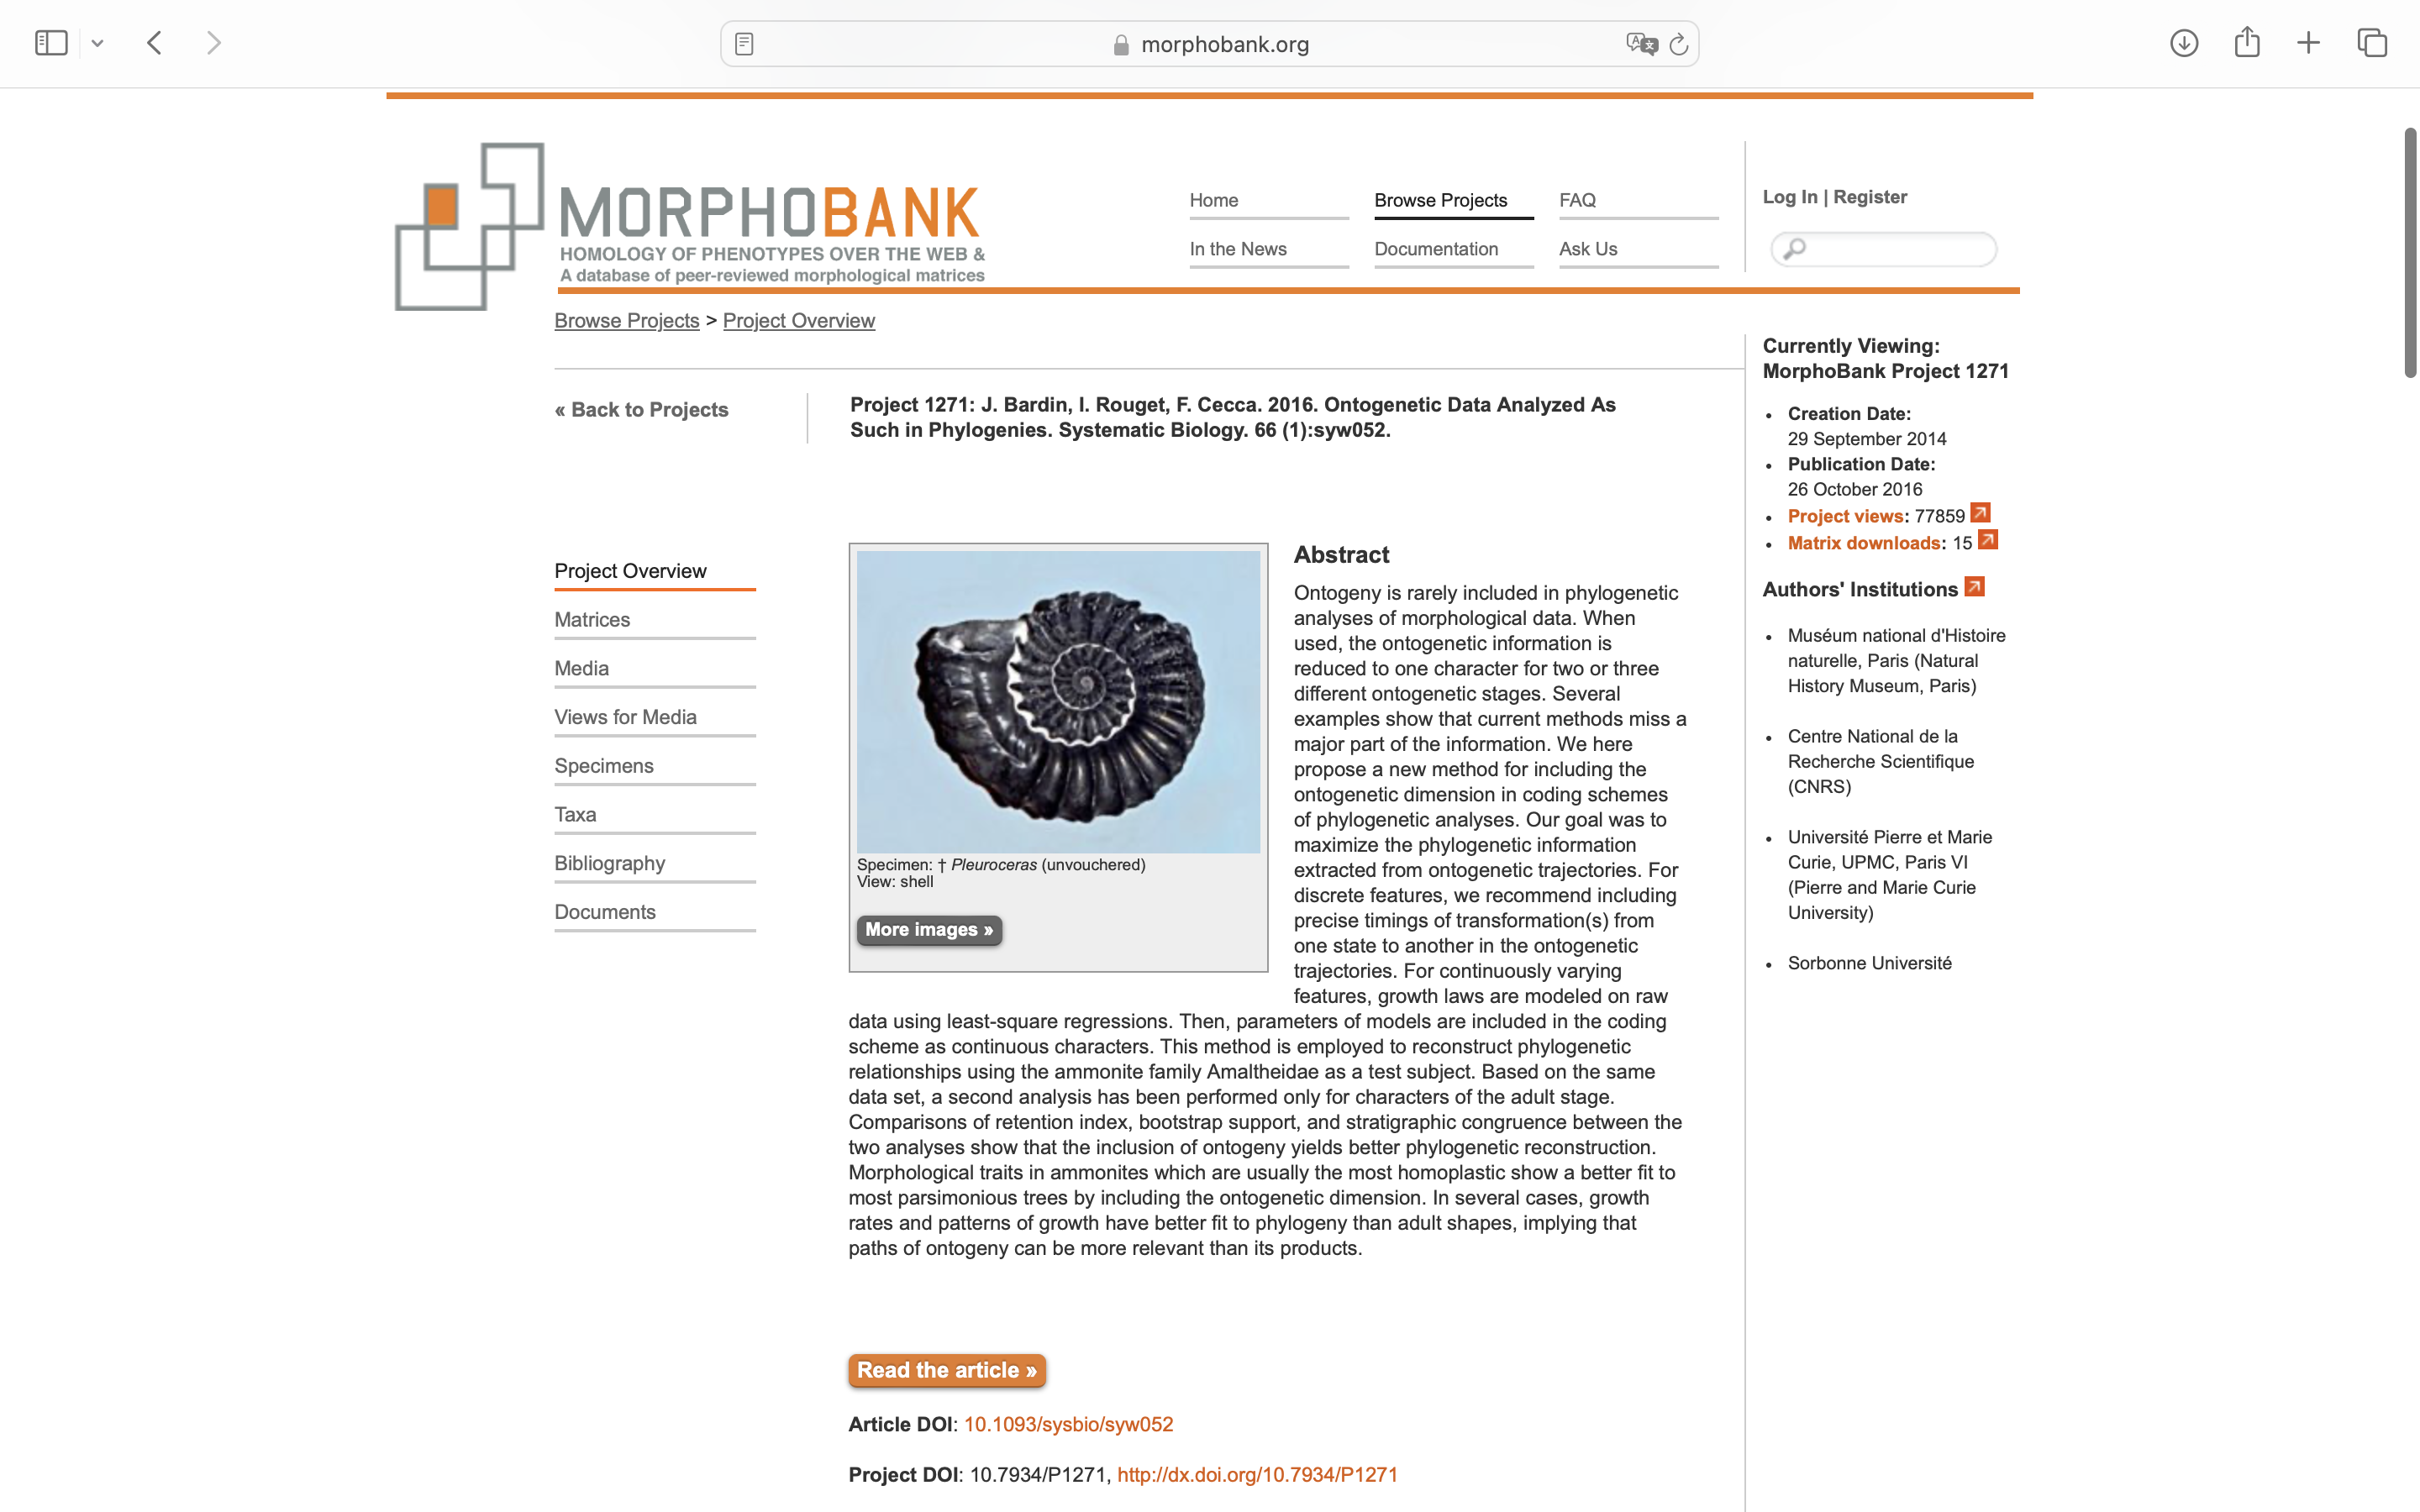 morphobank.org
MORPHOBANK
HOMOLOGY OF PHENOTYPES OVER THE WEB &
A database of peer-reviewed morphological matrices
Home
Browse Projects
FAQ
In the News
Documentation
Ask Us
Log In | Register
Browse Projects > Project Overview
« Back to Projects
Project 1271: J. Bardin, I. Rouget, F. Cecca. 2016. Ontogenetic Data Analyzed As
Such in Phylogenies. Systematic Biology. 66 (1):syw052.
Project Overview
Matrices
Media
Views for Media
Specimens
Taxa
Bibliography
Documents
Specimen: † Pleuroceras (unvouchered)
View: shell
More images »
Abstract
Ontogeny is rarely included in phylogenetic
analyses of morphological data. When
used, the ontogenetic information is
reduced to one character for two or three
different ontogenetic stages. Several
examples show that current methods miss a
major part of the information. We here
propose a new method for including the
ontogenetic dimension in coding schemes
of phylogenetic analyses. Our goal was to
maximize the phylogenetic information
extracted from ontogenetic trajectories. For
discrete features, we recommend including
precise timings of transformation(s) from
one state to another in the ontogenetic
trajectories. For continuously varying
features, growth laws are modeled on raw
data using least-square regressions. Then, parameters of models are included in the coding
scheme as continuous characters. This method is employed to reconstruct phylogenetic
relationships using the ammonite family Amaltheidae as a test subject. Based on the same
data set, a second analysis has been performed only for characters of the adult stage.
Comparisons of retention index, bootstrap support, and stratigraphic congruence between the
two analyses show that the inclusion of ontogeny yields better phylogenetic reconstruction.
Morphological traits in ammonites which are usually the most homoplastic show a better fit to
most parsimonious trees by including the ontogenetic dimension. In several cases, growth
rates and patterns of growth have better fit to phylogeny than adult shapes, implying that
paths of ontogeny can be more relevant than its products.
Read the article »
Article DOI: 10.1093/sysbio/syw052
Project DOI: 10.7934/P1271, http://dx.doi.org/10.7934/P1271
Currently Viewing:
MorphoBank Project 1271
• Creation Date:
29 September 2014
• Publication Date:
26 October 2016
• Project views: 77859
• Matrix downloads: 15
Authors' Institutions
• Muséum national d'Histoire
naturelle, Paris (Natural
History Museum, Paris)
• Centre National de la
Recherche Scientifique
(CNRS)
• Université Pierre et Marie
Curie, UPMC, Paris VI
(Pierre and Marie Curie
University)
• Sorbonne Université